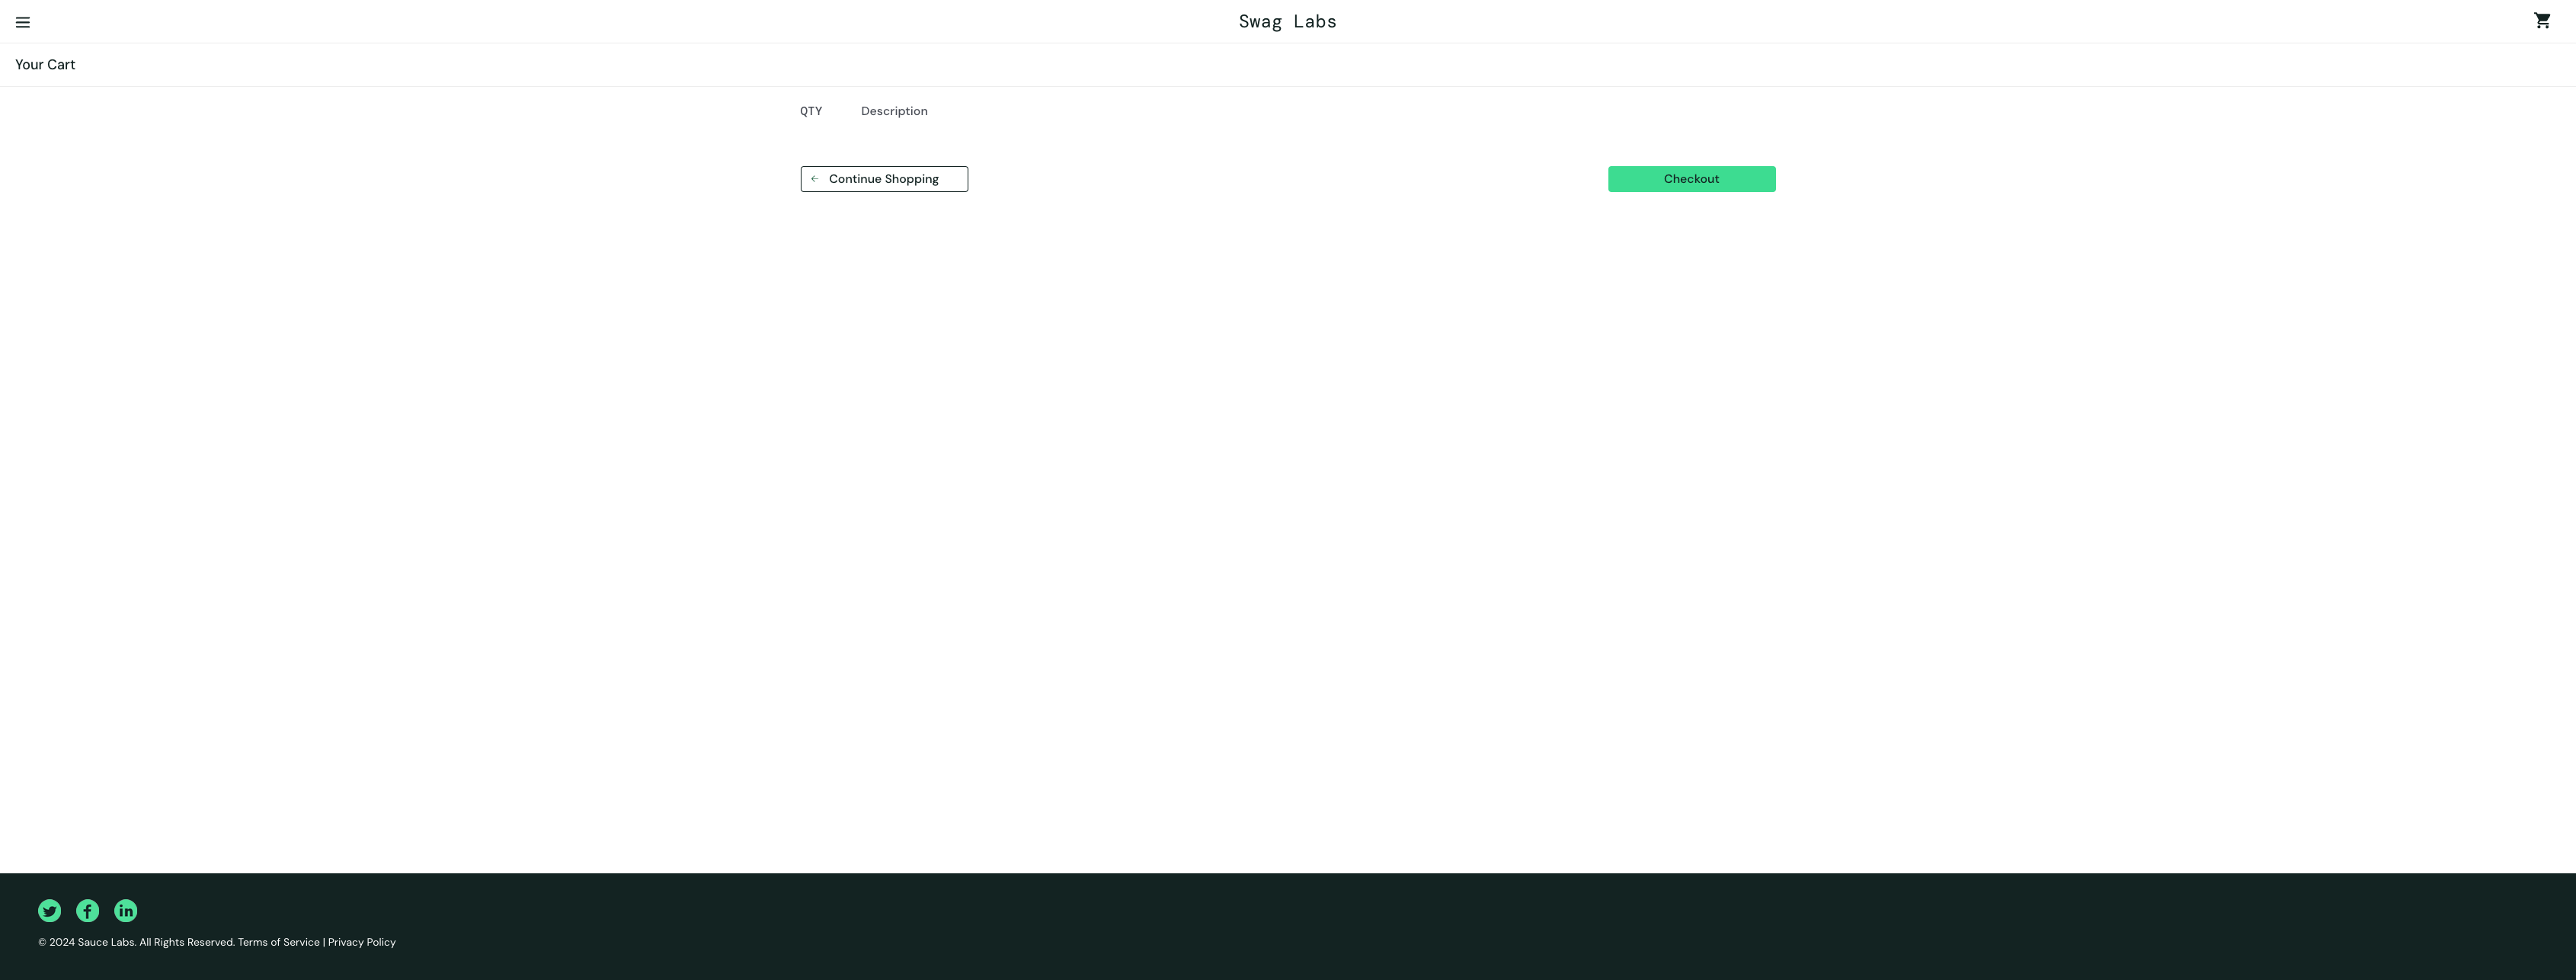 Swag Labs
Your Cart
QTY Description
Continue Shopping Checkout
© 2024 Sauce Labs. All Rights Reserved. Terms of Service | Privacy Policy